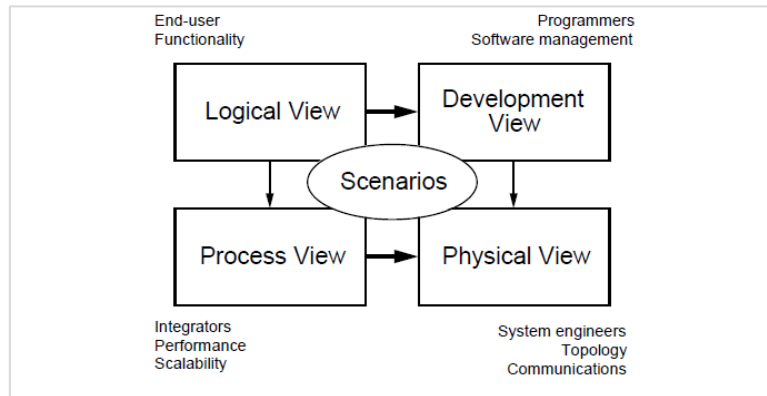 End-user
Functionality
Programmers
Software management
Logical View
Development
View
Scenarios
Process View
Physical View
Integrators
Performance
Scalability
System engineers
Topology
Communications